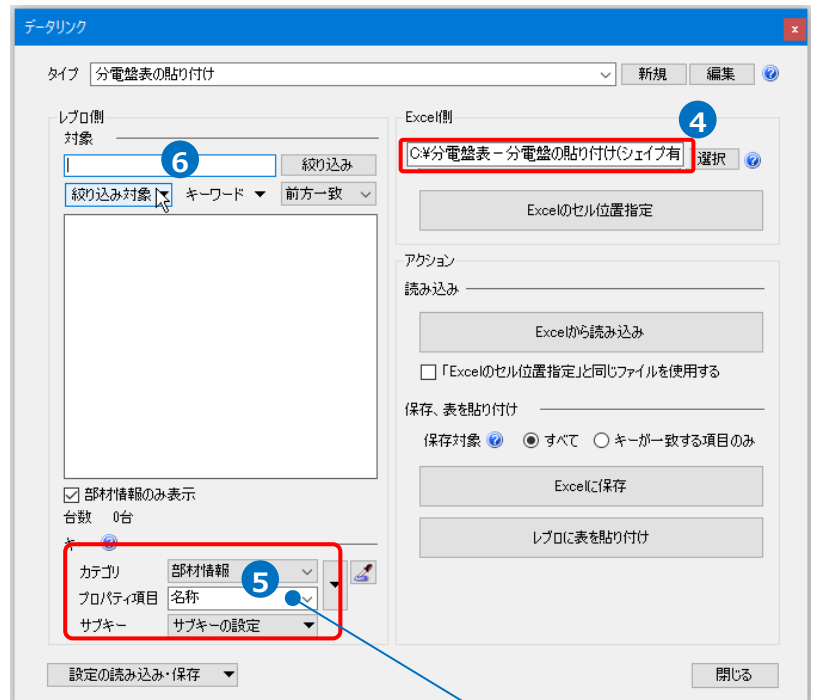 データリンク
x
タイプ 分電盤表の貼り付け 新規 編集 ?
レブロ側
対象
6
絞り込み
絞り込み対象 キーワード 前方一致
部材情報のみ表示
台数 0台
?
カテゴリ 部材情報
5
プロパティ項目 名称
サブキー サブキーの設定
設定の読み込み・保存
Excel側
4
C:¥分電盤表－分電盤の貼り付け(シェイプ有 選択 ?
Excelのセル位置指定
アクション
読み込み
Excelから読み込み
「Excelのセル位置指定」と同じファイルを使用する
保存、表を貼り付け
保存対象 ? すべて キーが一致する項目のみ
Excelに保存
レブロに表を貼り付け
閉じる